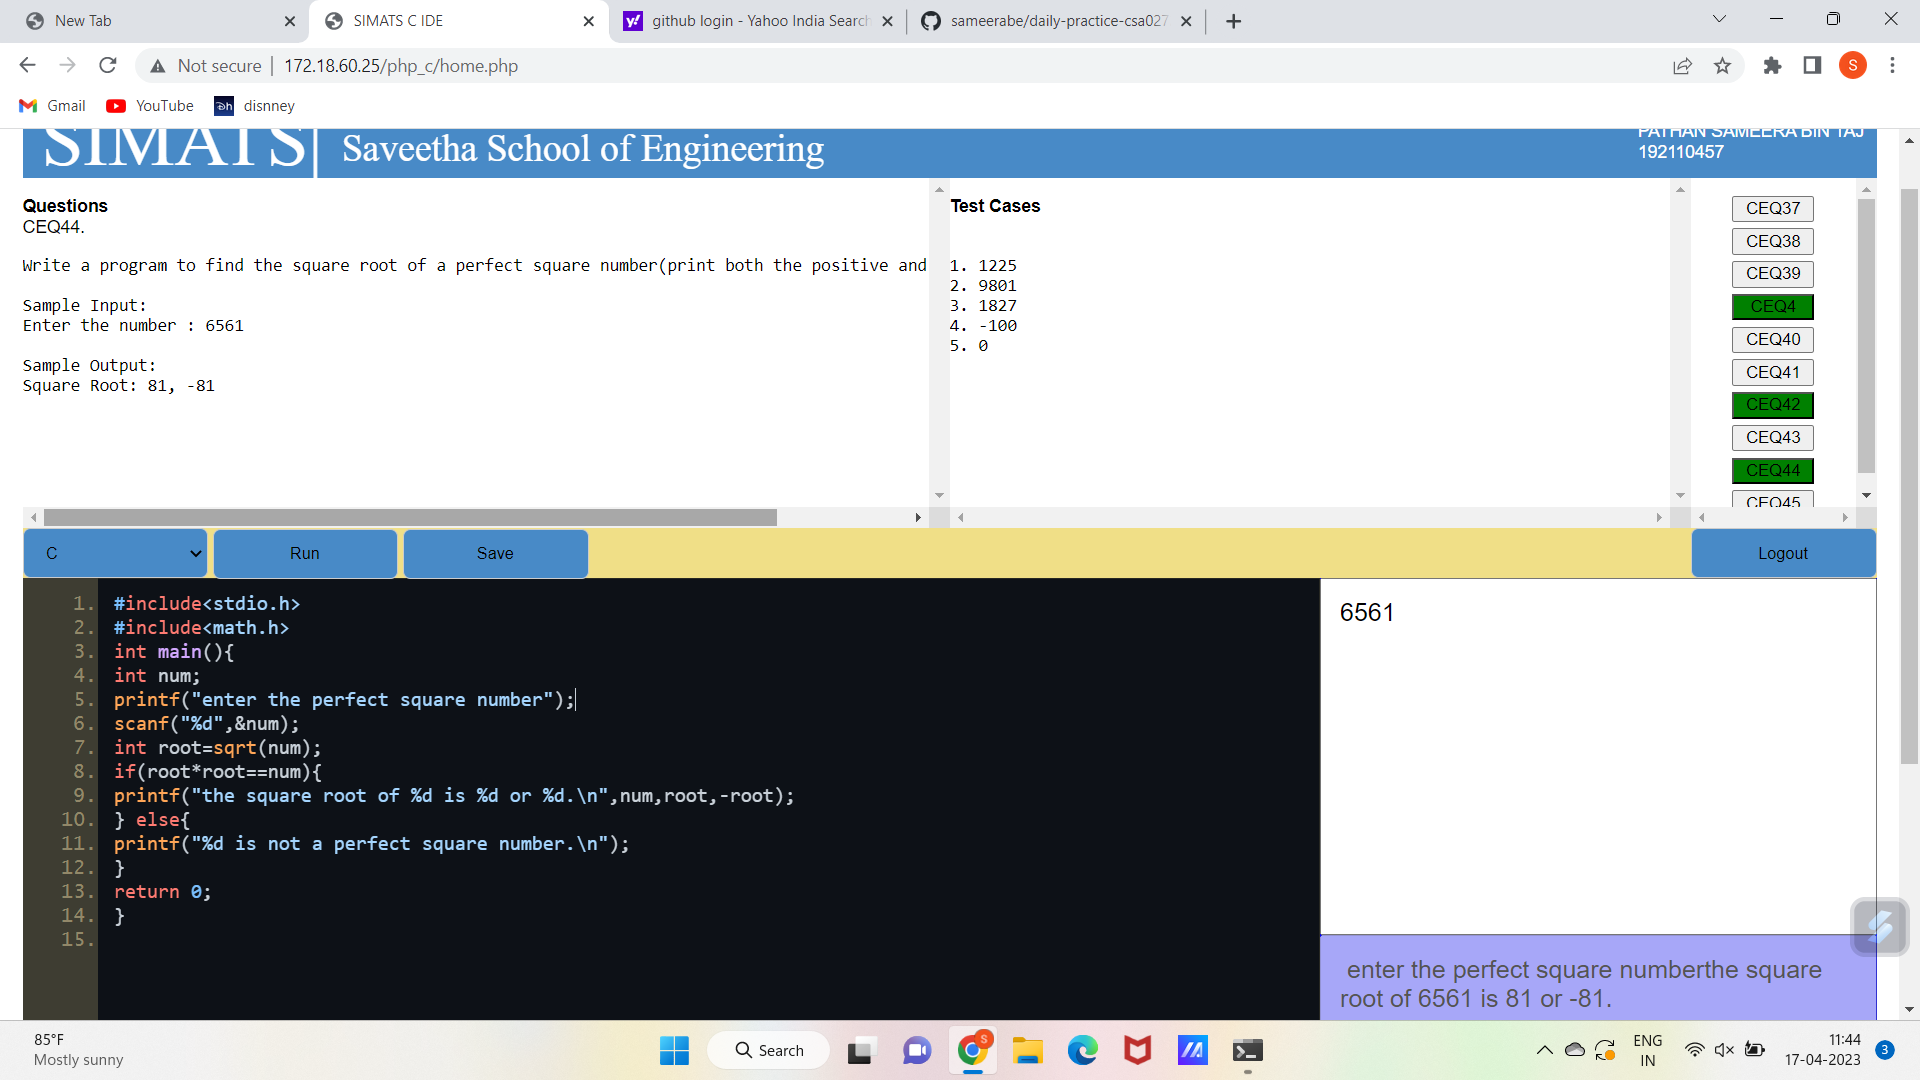 New Tab
SIMATS C IDE
github login - Yahoo India Search
sameerabe/daily-practice-csa027
Not secure
172.18.60.25/php_c/home.php
S
Gmail
YouTube
disnney
SIMATS
Saveetha School of Engineering
PATHAN SAMEERA BIN TAJ
192110457
Questions
CEQ44.
Write a program to find the square root of a perfect square number(print both the positive and
Sample Input:
Enter the number : 6561
Sample Output:
Square Root: 81, -81
Test Cases
1. 1225
2. 9801
3. 1827
4. -100
5. 0
CEQ37
CEQ38
CEQ39
CEQ4
CEQ40
CEQ41
CEQ42
CEQ43
CEQ44
CEQ45
C
Run
Save
Logout
1. #include<stdio.h>
2. #include<math.h>
3. int main(){
4. int num;
5. printf("enter the perfect square number");
6. scanf("%d",&num);
7. int root=sqrt(num);
8. if(root*root==num){
9. printf("the square root of %d is %d or %d.\n",num,root,-root);
10. } else{
11. printf("%d is not a perfect square number.\n");
12. }
13. return 0;
14. }
15.
6561
enter the perfect square numberthe square
root of 6561 is 81 or -81.
85°F
Mostly sunny
Search
S
ENG
IN
11:44
17-04-2023
3